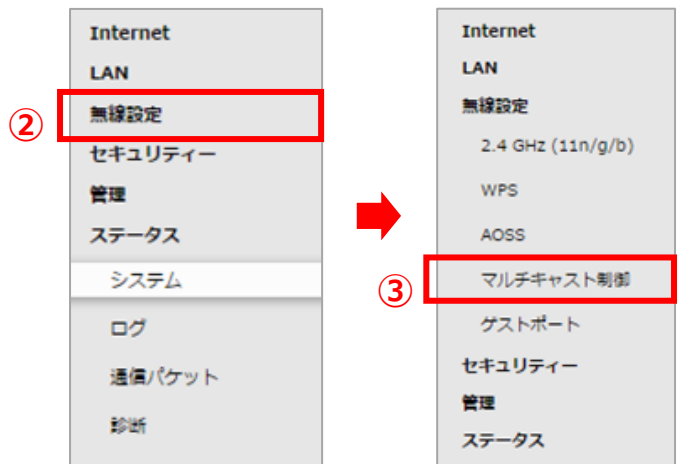 Internet
LAN
②
無線設定
セキュリティー
管理
ステータス
システム
ログ
通信パケット
診断
Internet
LAN
無線設定
2.4 GHz (11n/g/b)
WPS
AOSS
③
マルチキャスト制御
ゲストポート
セキュリティー
管理
ステータス